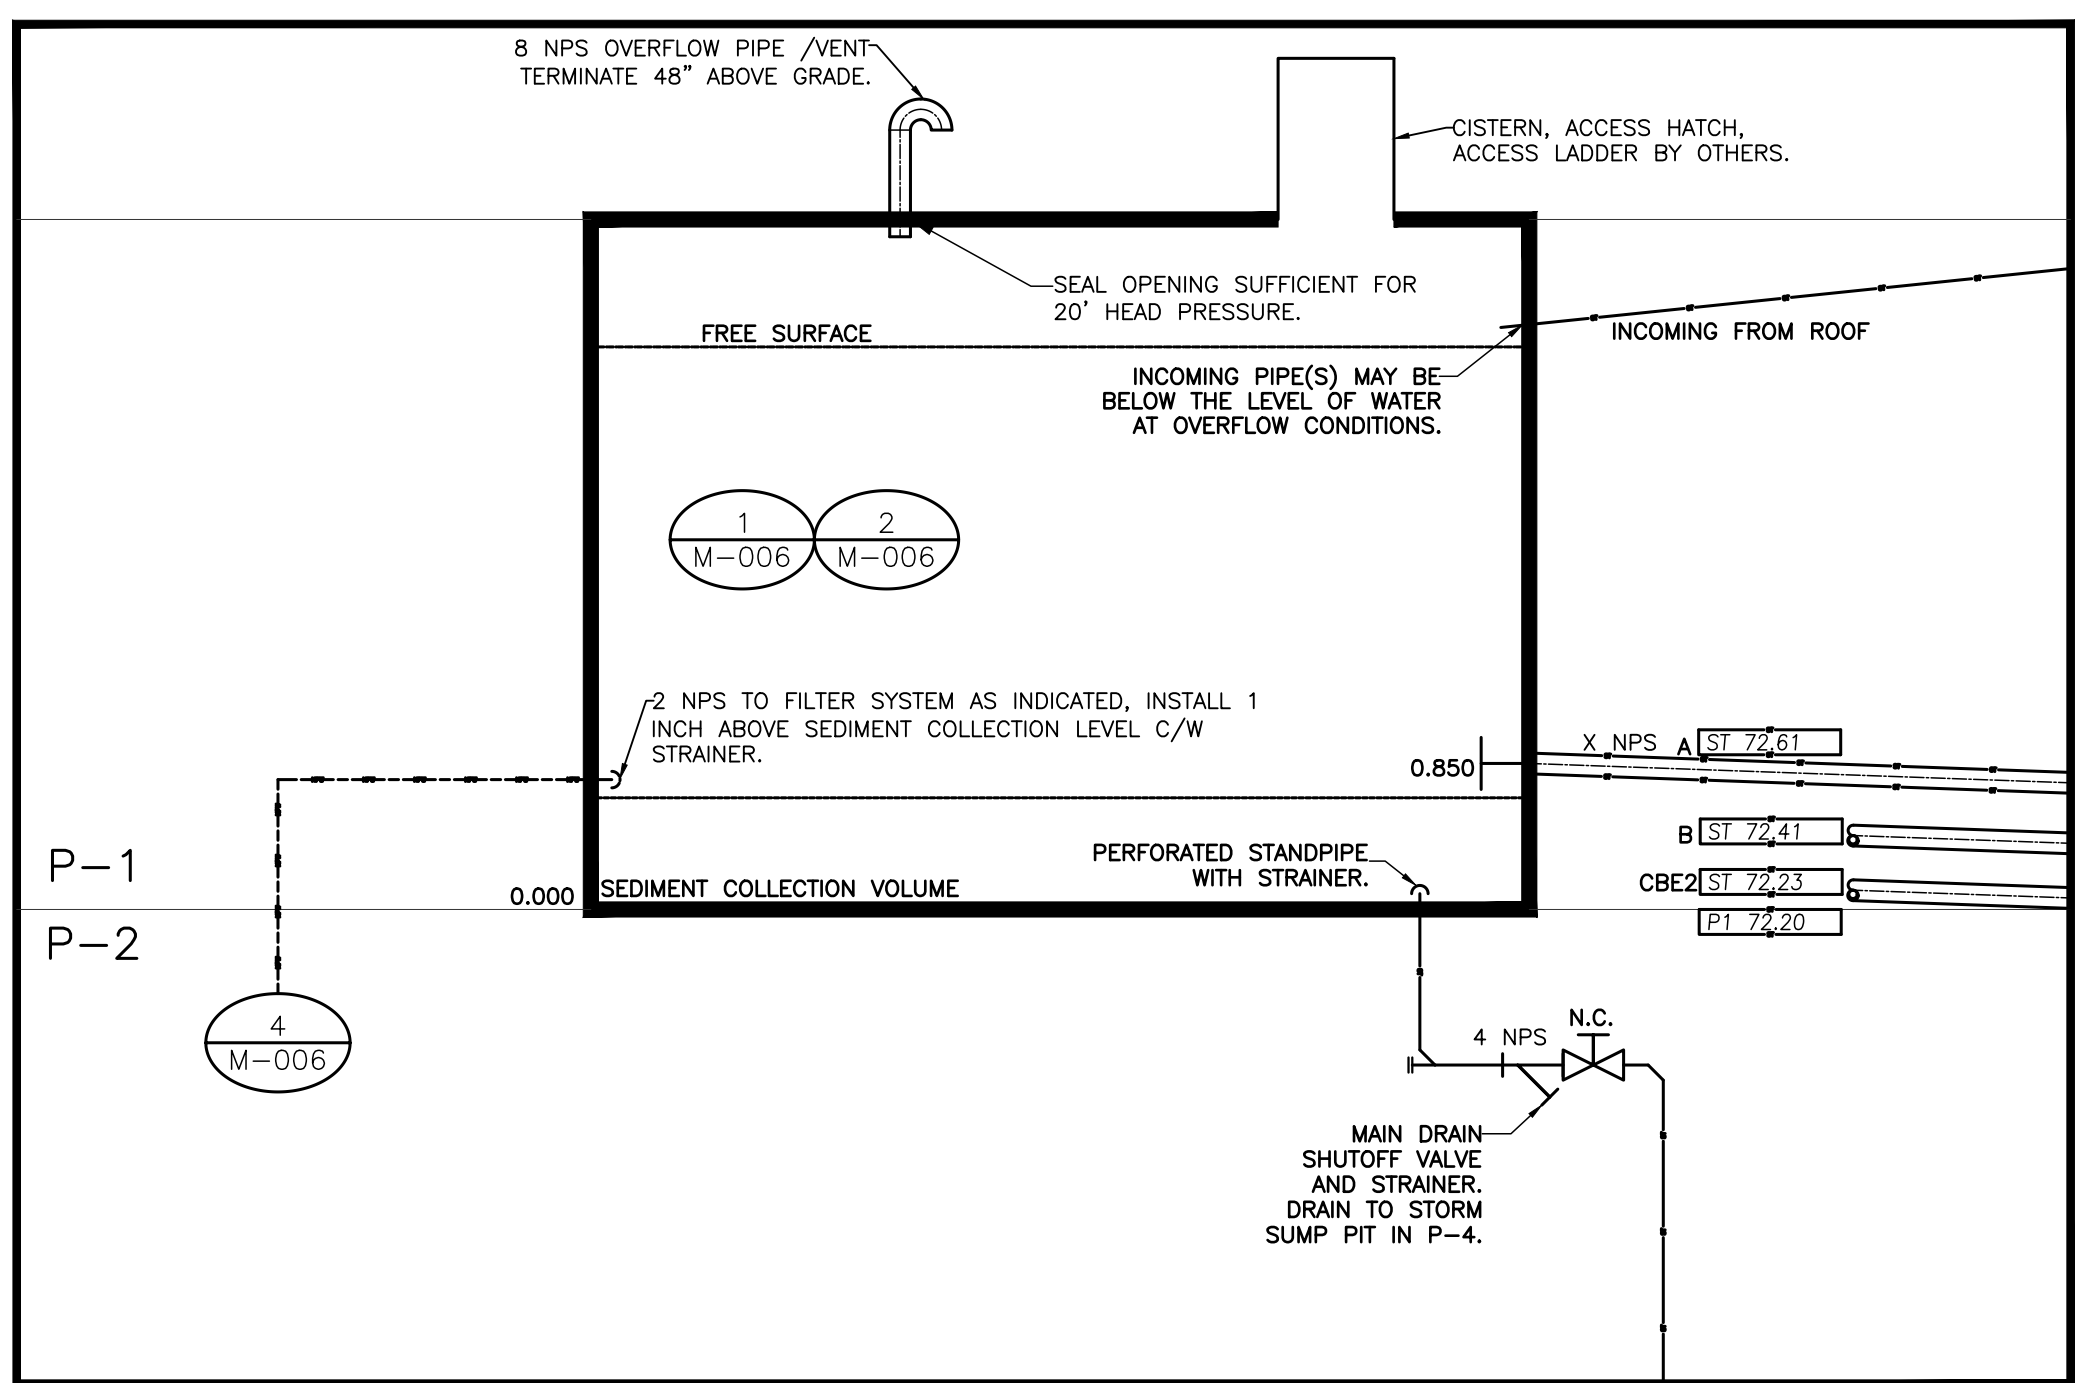 8 NPS OVERFLOW PIPE /VENT
TERMINATE 48" ABOVE GRADE.
CISTERN, ACCESS HATCH,
ACCESS LADDER BY OTHERS.
SEAL OPENING SUFFICIENT FOR
20' HEAD PRESSURE.
FREE SURFACE
INCOMING FROM ROOF
INCOMING PIPE(S) MAY BE
BELOW THE LEVEL OF WATER
AT OVERFLOW CONDITIONS.
1
M-006
2
M-006
2 NPS TO FILTER SYSTEM AS INDICATED, INSTALL 1
INCH ABOVE SEDIMENT COLLECTION LEVEL C/W
STRAINER.
0.850
X NPS
A
ST 72.61
B
ST 72.41
PERFORATED STANDPIPE
WITH STRAINER.
CBE2
ST 72.23
P1 72.20
P-1
0.000
SEDIMENT COLLECTION VOLUME
P-2
4
M-006
4 NPS
N.C.
MAIN DRAIN
SHUTOFF VALVE
AND STRAINER.
DRAIN TO STORM
SUMP PIT IN P-4.